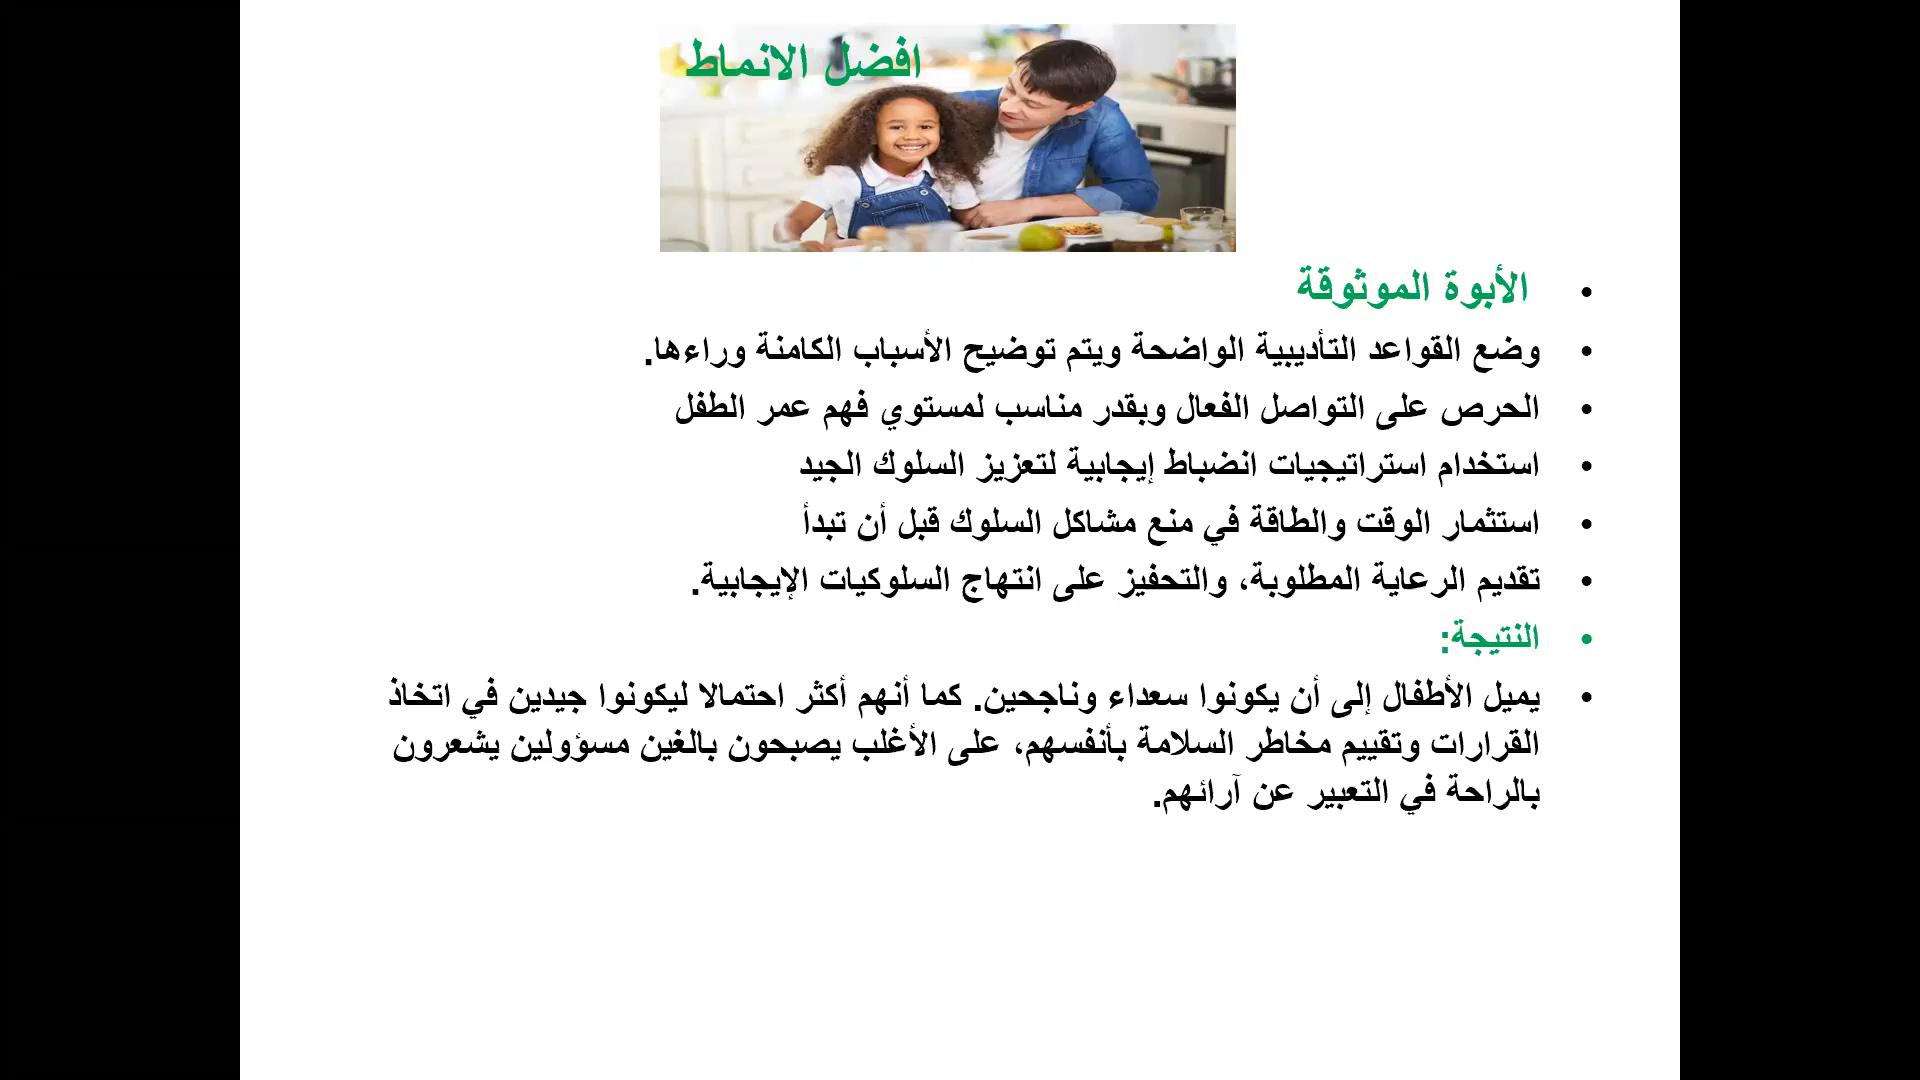 افضل الانماط
• الأبوة الموثوقة
• وضع القواعد التأديبية الواضحة ويتم توضيح الأسباب الكامنة وراءها.
• الحرص على التواصل الفعال وبقدر مناسب لمستوي فهم عمر الطفل
• استخدام استراتيجيات انضباط إيجابية لتعزيز السلوك الجيد
• استثمار الوقت والطاقة في منع مشاكل السلوك قبل أن تبدأ
• تقديم الرعاية المطلوبة، والتحفيز على انتهاج السلوكيات الإيجابية.
• النتيجة:
• يميل الأطفال إلى أن يكونوا سعداء وناجحين. كما أنهم أكثر احتمالا ليكونوا جيدين في اتخاذ
القرارات وتقييم مخاطر السلامة بأنفسهم، على الأغلب يصبحون بالغين مسؤولين يشعرون
بالراحة في التعبير عن آرائهم.